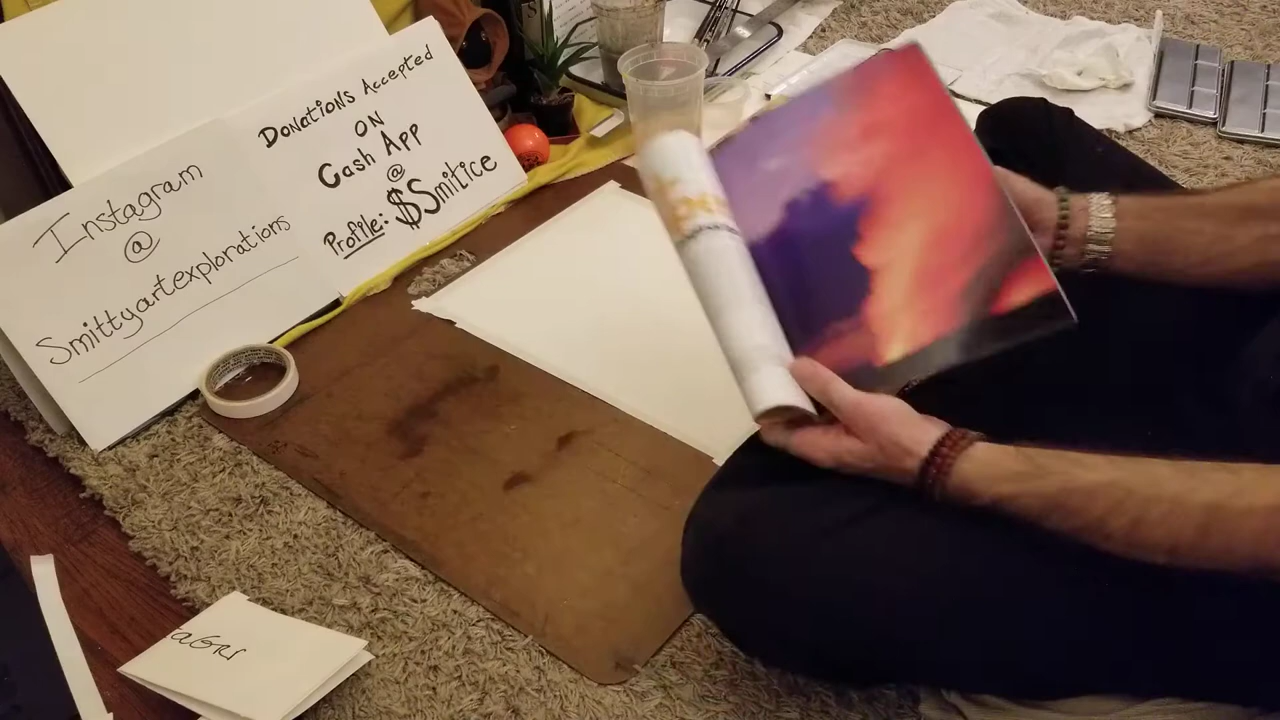 Instagram
@
Smittyartexplorations
Donations Accepted
ON
Cash App
@
Profile: $Smitice